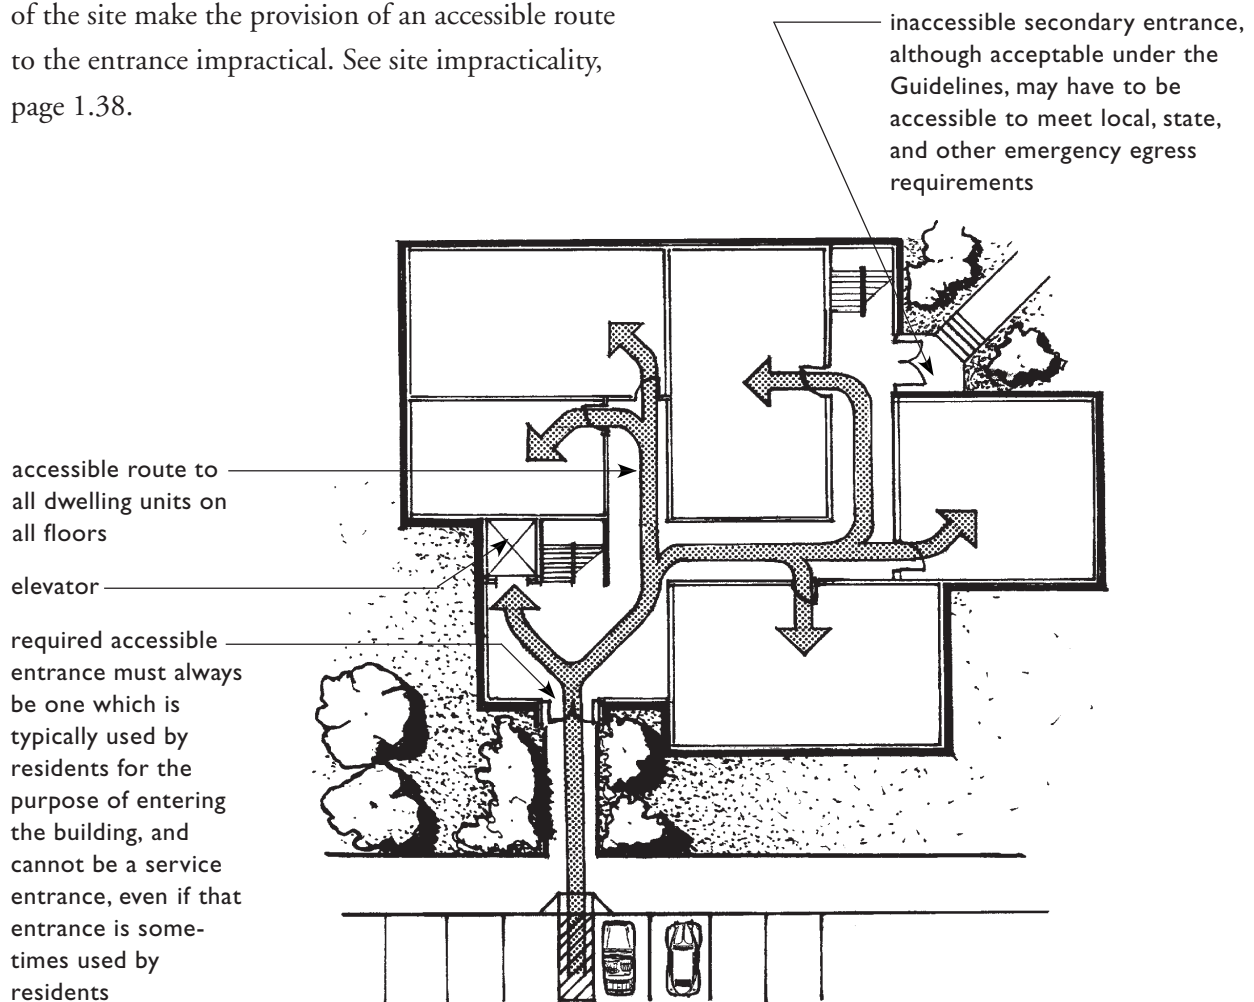 of the site make the provision of an accessible route
to the entrance impractical. See site impracticality,
page 1.38.
inaccessible secondary entrance,
although acceptable under the
Guidelines, may have to be
accessible to meet local, state,
and other emergency egress
requirements
accessible route to
all dwelling units on
all floors
elevator
required accessible
entrance must always
be one which is
typically used by
residents for the
purpose of entering
the building, and
cannot be a service
entrance, even if that
entrance is some-
times used by
residents